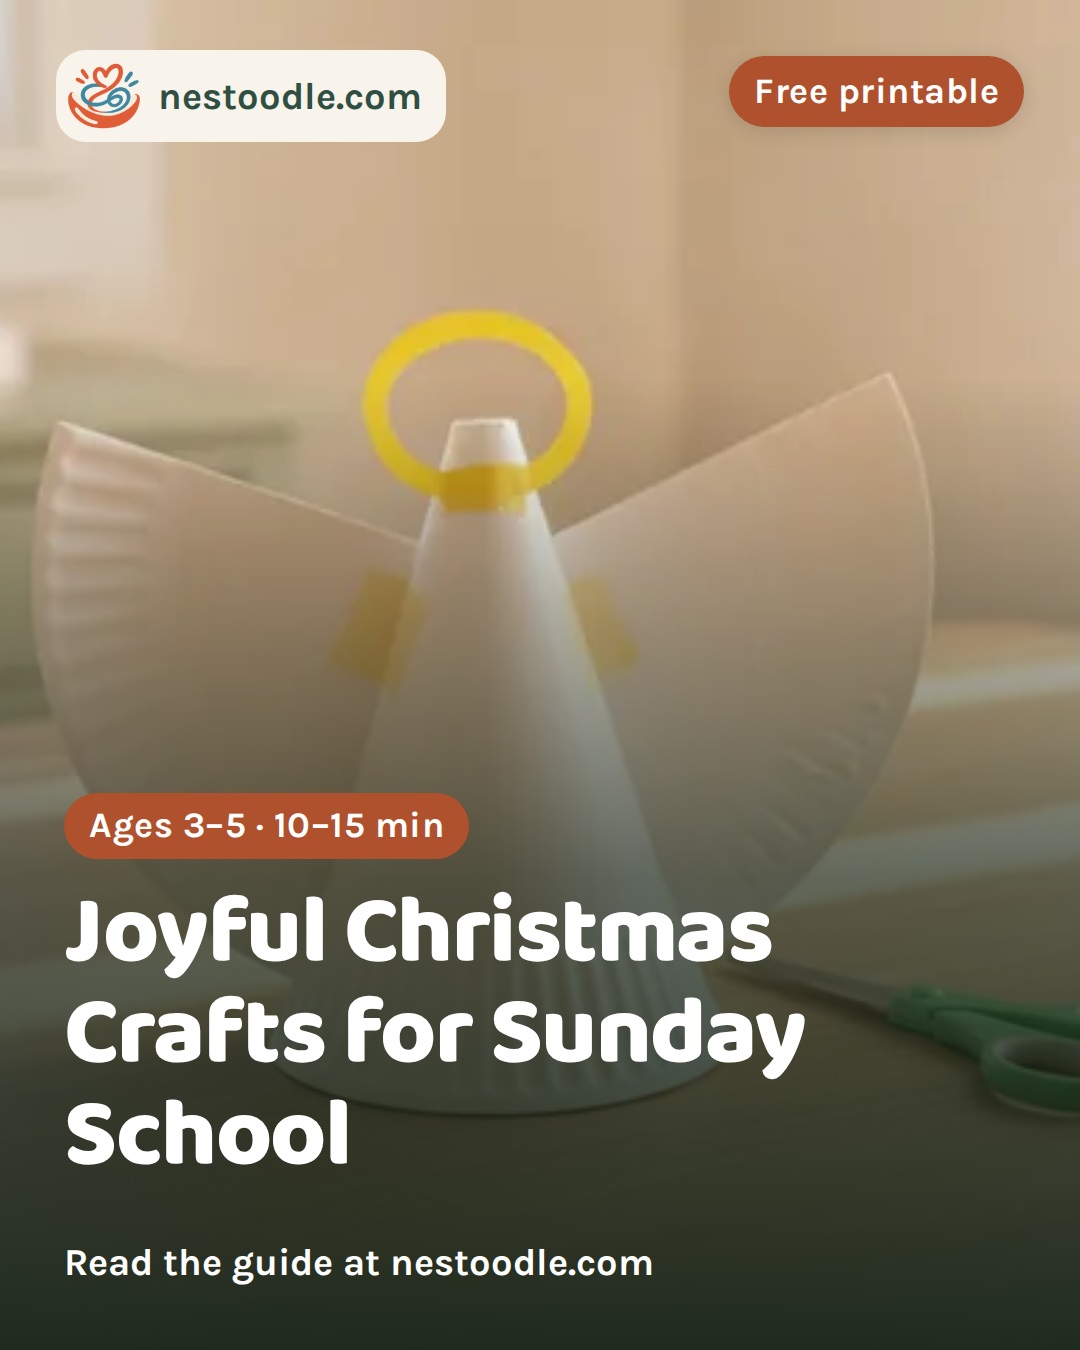 nestoodle.com
Free printable
Ages 3–5 · 10–15 min
Joyful Christmas
Crafts for Sunday
School
Read the guide at nestoodle.com